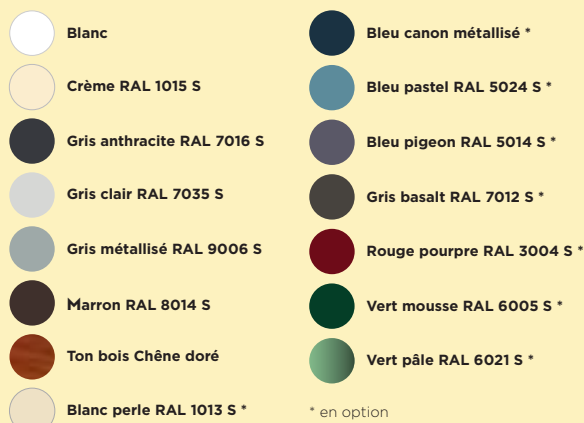 Blanc
Crème RAL 1015 S
Gris anthracite RAL 7016 S
Gris clair RAL 7035 S
Gris métallisé RAL 9006 S
Marron RAL 8014 S
Ton bois Chêne doré
Blanc perle RAL 1013 S *
Bleu canon métallisé *
Bleu pastel RAL 5024 S *
Bleu pigeon RAL 5014 S *
Gris basalt RAL 7012 S *
Rouge pourpre RAL 3004 S *
Vert mousse RAL 6005 S *
Vert pâle RAL 6021 S *
* en option